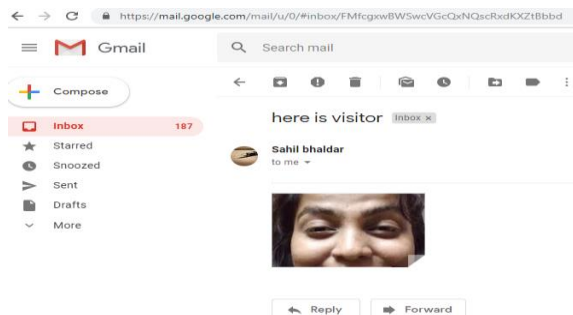 https://mail.google.com/mail/u/0/#inbox/FMfcgxwBWSwcVGcQxNQscRxdKXZtBbbd
Gmail
Search mail
Compose
Inbox 187
Starred
Snoozed
Sent
Drafts
More
here is visitor Inbox x
Sahil bhaldar
to me
Reply Forward